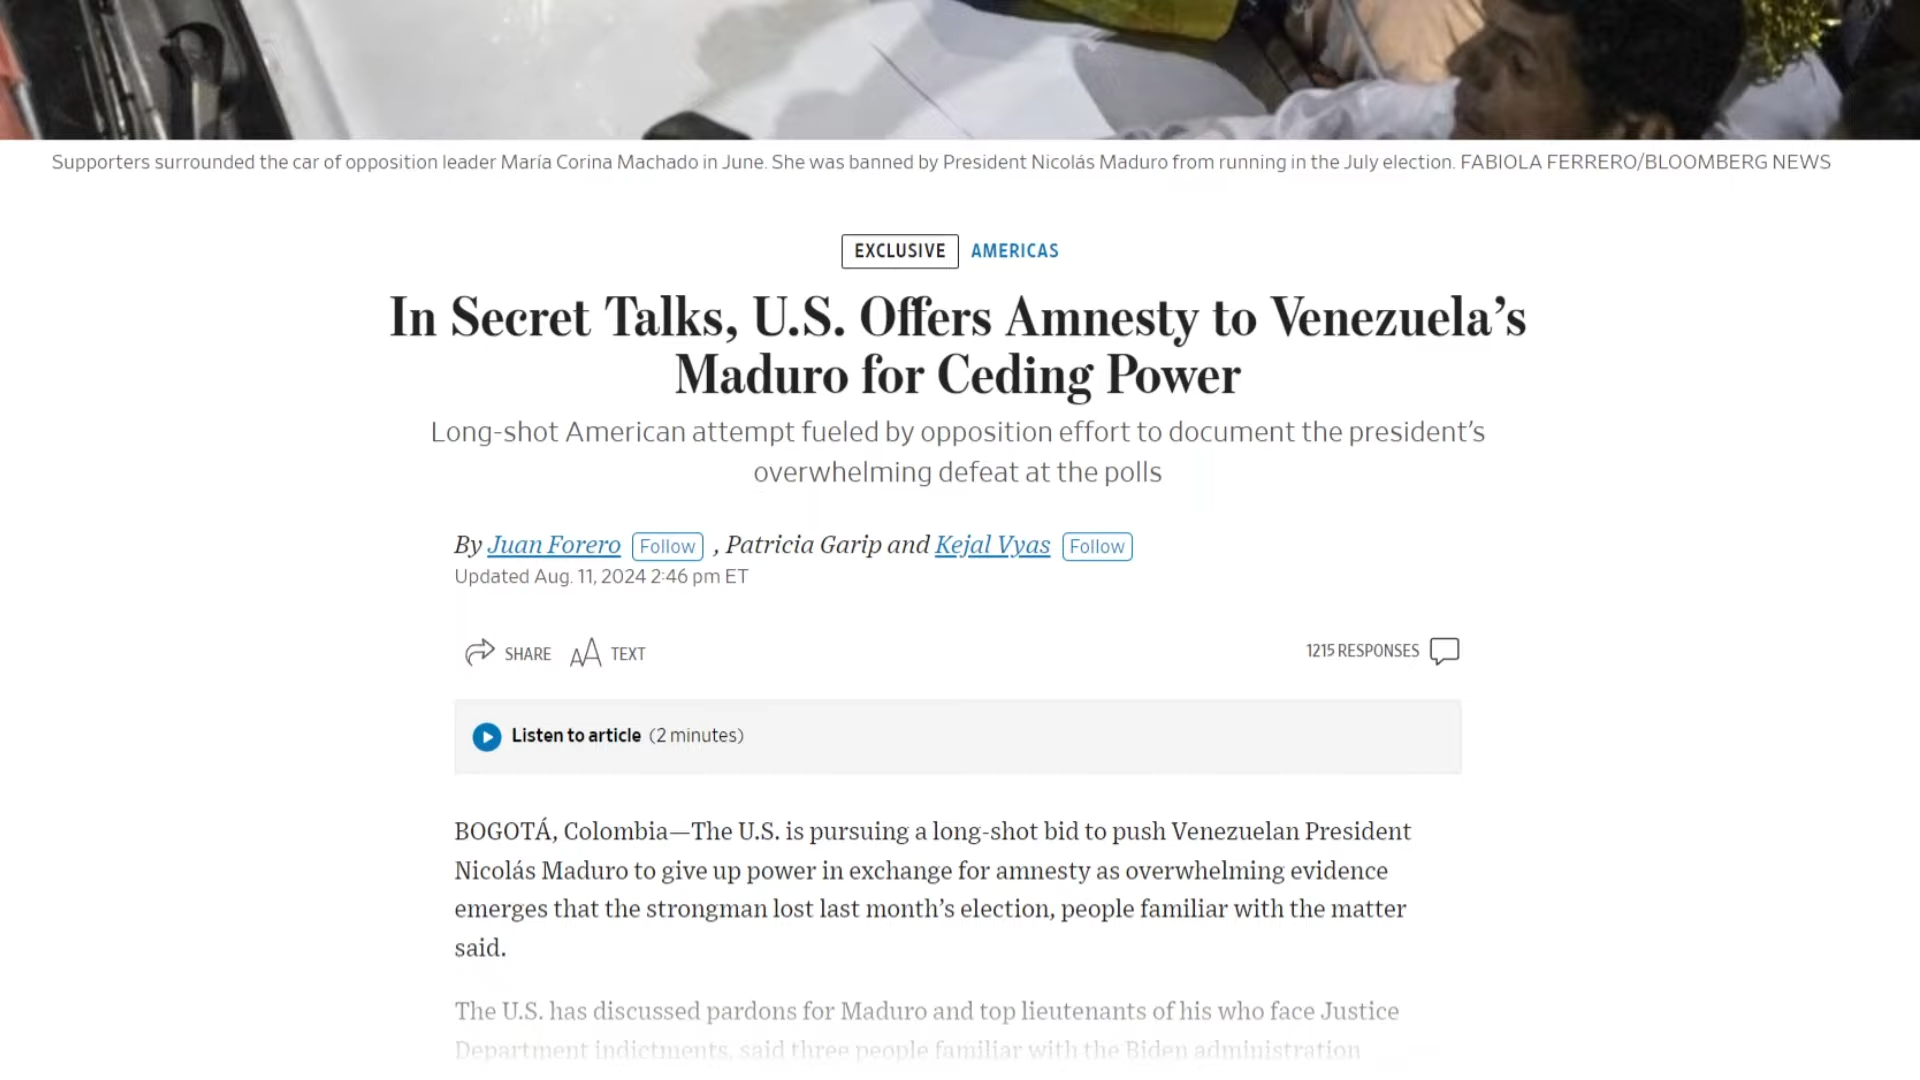 Supporters surrounded the car of opposition leader María Corina Machado in June. She was banned by President Nicolás Maduro from running in the July election. FABIOLA FERRERO/BLOOMBERG NEWS
EXCLUSIVE AMERICAS
In Secret Talks, U.S. Offers Amnesty to Venezuela’s
Maduro for Ceding Power
Long-shot American attempt fueled by opposition effort to document the president’s
overwhelming defeat at the polls
By Juan Forero Follow , Patricia Garip and Kejal Vyas Follow
Updated Aug. 11, 2024 2:46 pm ET
SHARE AA TEXT
1215 RESPONSES
Listen to article (2 minutes)
BOGOTÁ, Colombia—The U.S. is pursuing a long-shot bid to push Venezuelan President
Nicolás Maduro to give up power in exchange for amnesty as overwhelming evidence
emerges that the strongman lost last month’s election, people familiar with the matter
said.
The U.S. has discussed pardons for Maduro and top lieutenants of his who face Justice
Department indictments, said three people familiar with the Biden administration